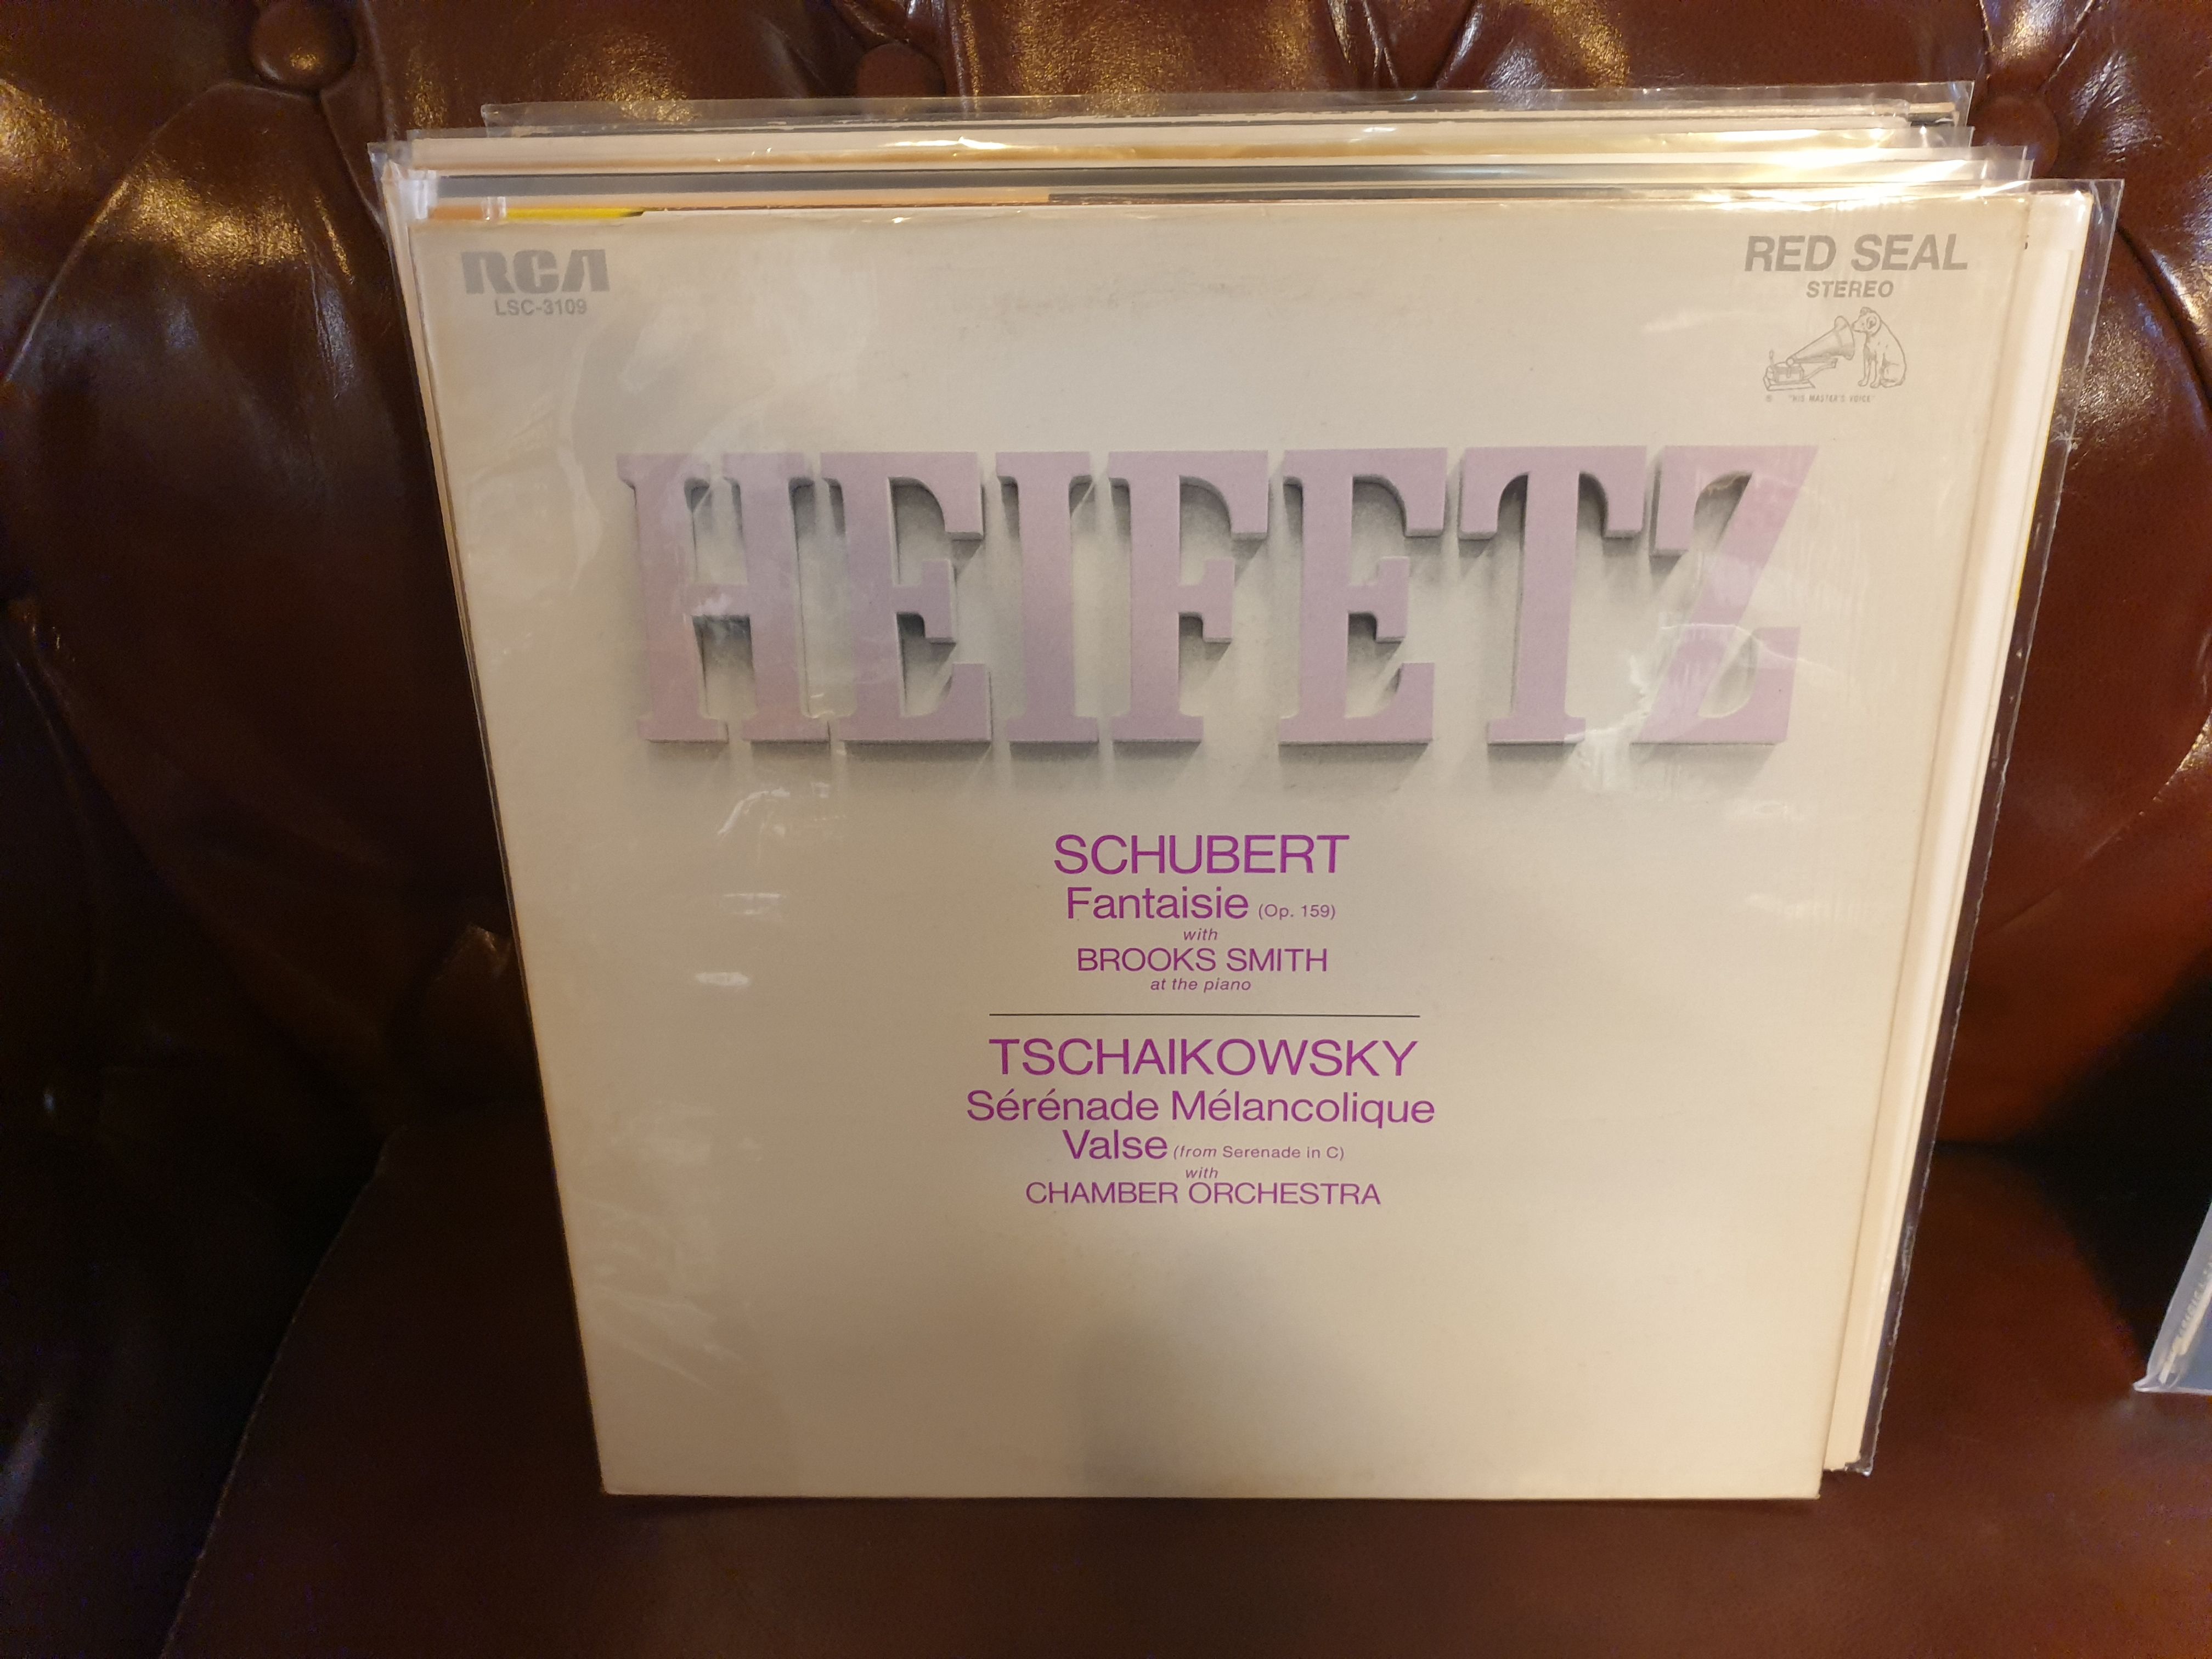 RCA
LSC-3109
RED SEAL
STEREO
® "HIS MASTER'S VOICE"
HEIFETZ
SCHUBERT
Fantaisie (Op. 159)
with
BROOKS SMITH
at the piano
TSCHAIKOWSKY
Sérénade Mélancolique
Valse (from Serenade in C)
with
CHAMBER ORCHESTRA